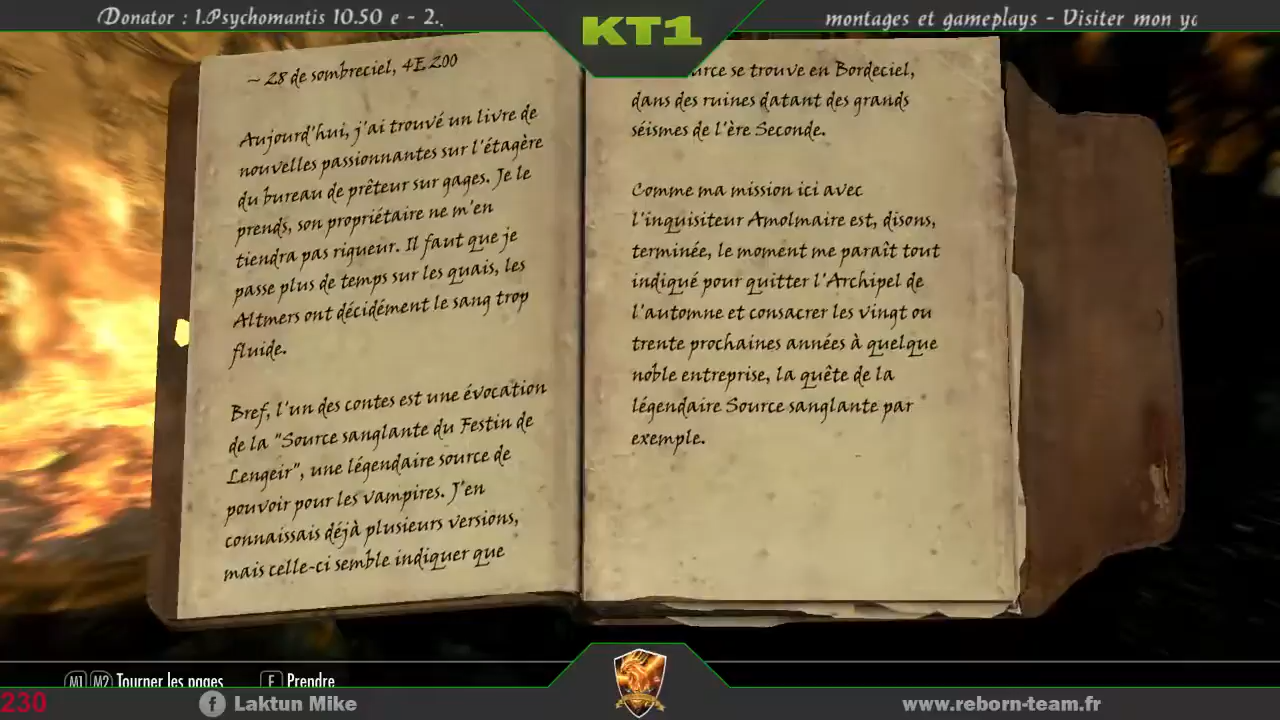 Donator : 1.Psychomantis 10.50 e - 2.
KT1
montages et gameplays - Visiter mon
~ 28 de sombreciel, 4E 200
Aujourd'hui, j'ai trouvé un livre de
nouvelles passionnantes sur l'étagère
du bureau de prêteur sur gages. Je le
prends, son propriétaire ne m'en
tiendra pas rigueur. Il faut que je
passe plus de temps sur les quais, les
Altmers ont décidément le sang trop
fluide.
Bref, l'un des contes est une évocation
de la "Source sanglante du Festin de
Lengeir", une légendaire source de
pouvoir pour les vampires. J'en
connaissais déjà plusieurs versions,
mais celle-ci semble indiquer que
se trouve en Bordeciel,
dans des ruines datant des grands
séismes de l'ère Seconde.
Comme ma mission ici avec
l'inquisiteur Amolmaire est, disons,
terminée, le moment me paraît tout
indiqué pour quitter l'Archipel de
l'automne et consacrer les vingt ou
trente prochaines années à quelque
noble entreprise, la quête de la
légendaire Source sanglante par
exemple.
M1 M2 Tourner les pages
Prendre
230
Laktun Mike
www.reborn-team.fr